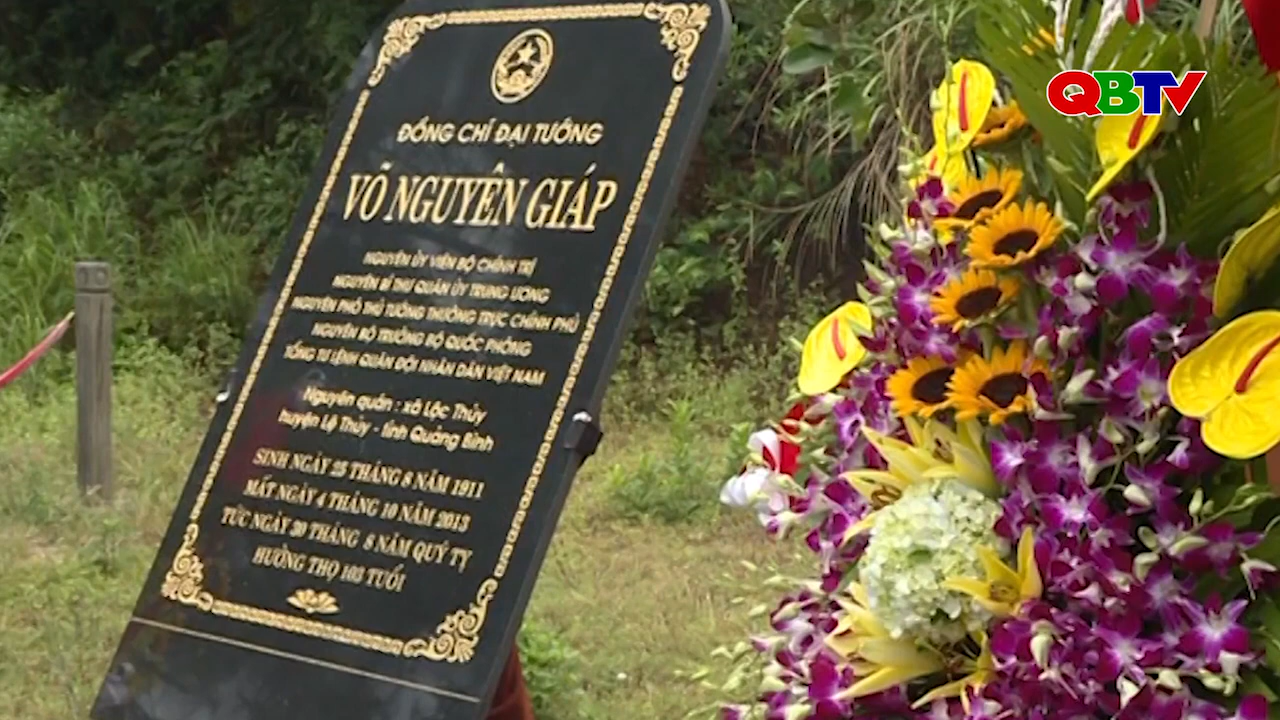 QBTV
ĐỒNG CHÍ ĐẠI TƯỚNG
VÕ NGUYÊN GIÁP
NGUYÊN ỦY VIÊN BỘ CHÍNH TRỊ
NGUYÊN BÍ THƯ QUÂN ỦY TRUNG ƯƠNG
NGUYÊN PHÓ THỦ TƯỚNG THƯỜNG TRỰC CHÍNH PHỦ
NGUYÊN BỘ TRƯỞNG BỘ QUỐC PHÒNG
TỔNG TƯ LỆNH QUÂN ĐỘI NHÂN DÂN VIỆT NAM
Nguyên quán : xã Lộc Thủy
huyện Lệ Thủy - tỉnh Quảng Bình
SINH NGÀY 25 THÁNG 8 NĂM 1911
MẤT NGÀY 4 THÁNG 10 NĂM 2013
TỨC NGÀY 30 THÁNG 8 NĂM QUÝ TỴ
HƯỞNG THỌ 103 TUỔI